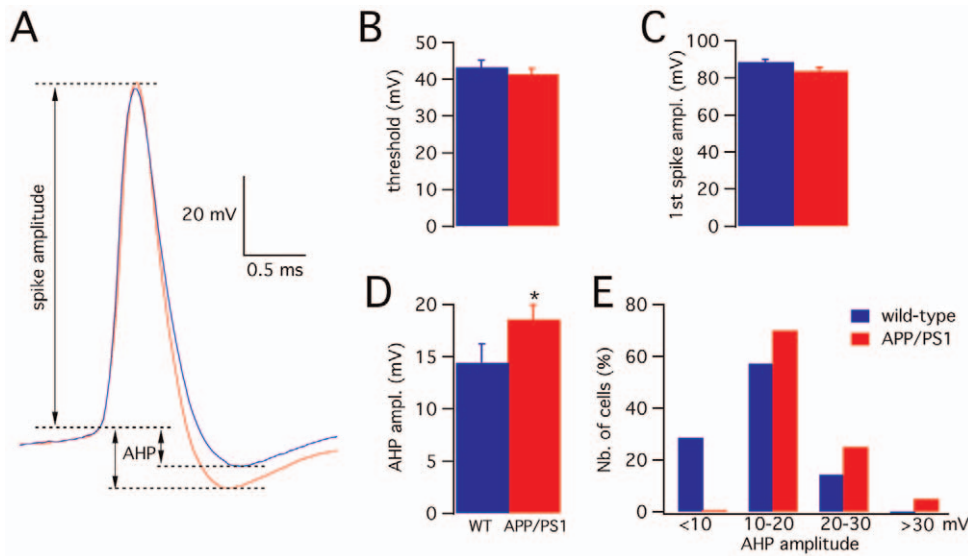 A
spike amplitude
20 mV
0.5 ms
AHP
B
threshold (mV)
50
40
30
20
10
0
C
1st spike ampl. (mV)
100
80
60
40
20
0
D
AHP ampl. (mV)
20
15
10
5
0
*
WT APP/PS1
E
Nb. of cells (%)
80
60
40
20
0
wild-type
APP/PS1
<10 10-20 20-30 >30 mV
AHP amplitude